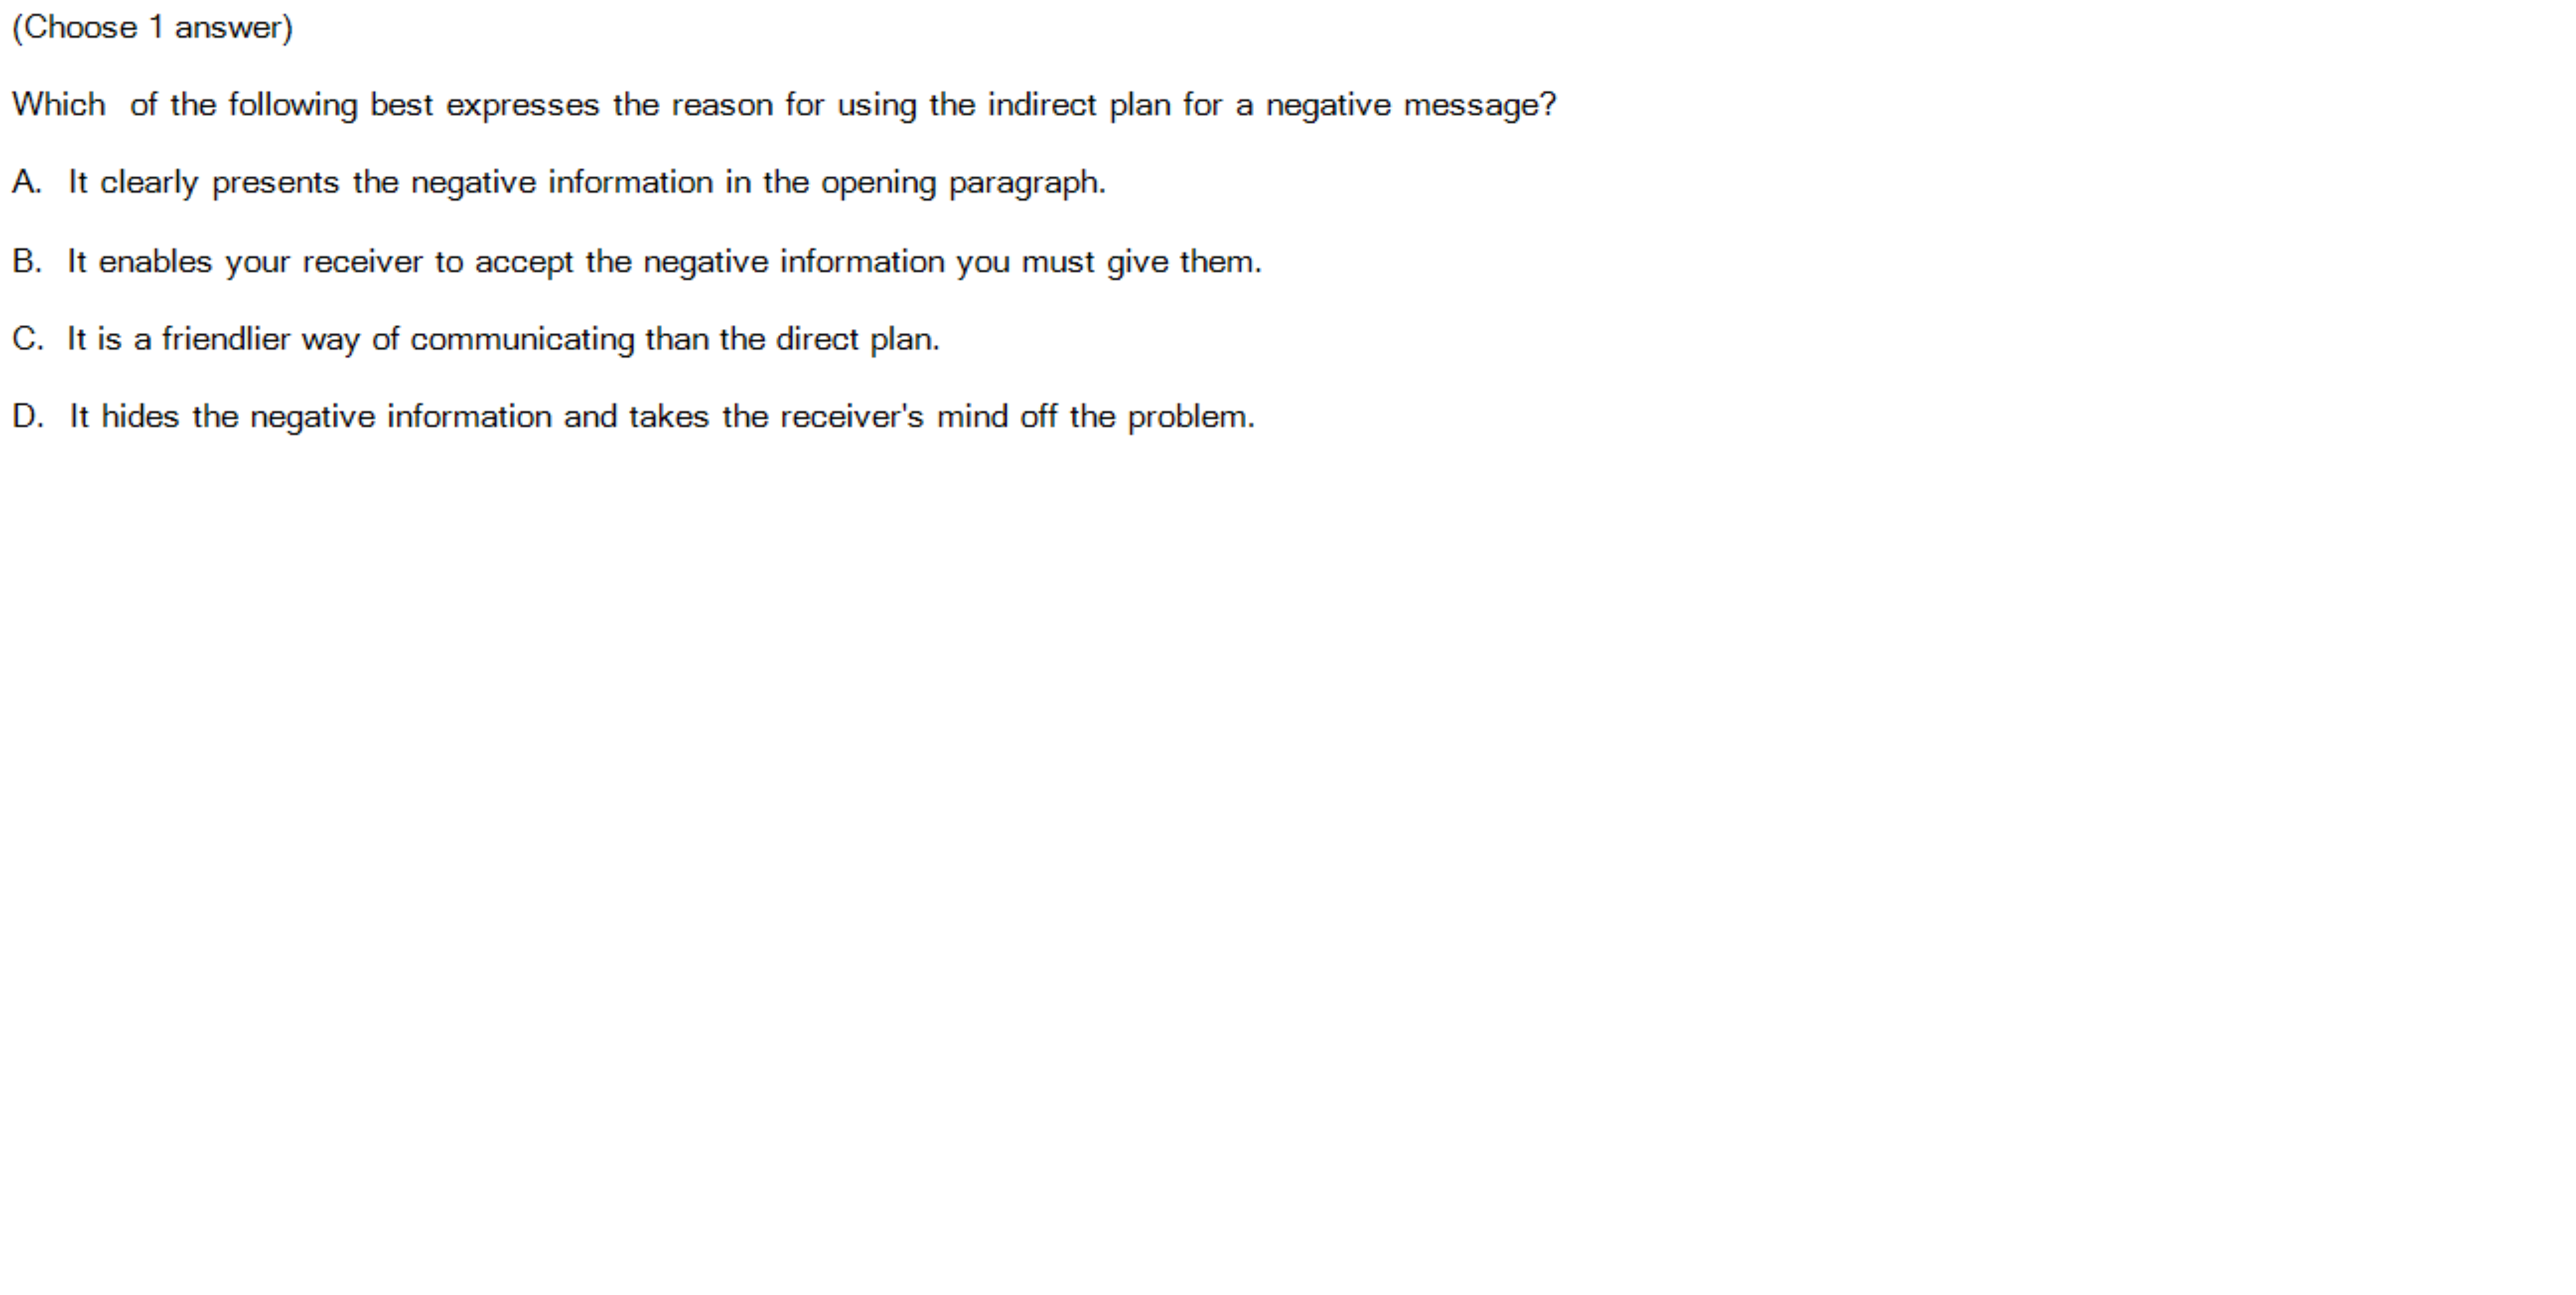 (Choose 1 answer)
Which of the following best expresses the reason for using the indirect plan for a negative message?
A. It clearly presents the negative information in the opening paragraph.
B. It enables your receiver to accept the negative information you must give them.
C. It is a friendlier way of communicating than the direct plan.
D. It hides the negative information and takes the receiver's mind off the problem.